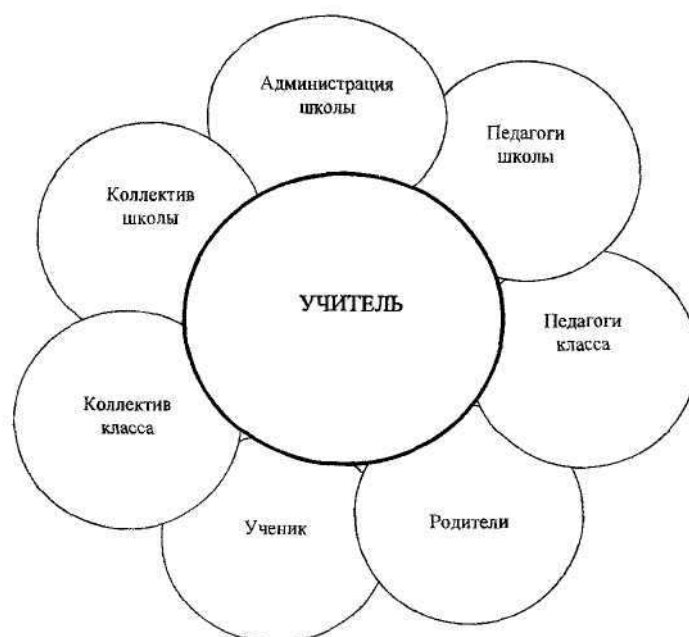 Администрация
школы
Педагоги
школы
Коллектив
школы
УЧИТЕЛЬ
Педагоги
класса
Коллектив
класса
Ученик
Родители